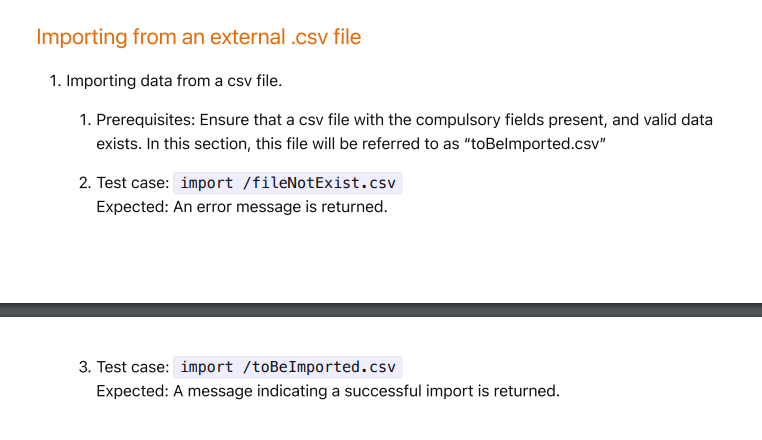 Importing from an external .csv file
1. Importing data from a csv file.
1. Prerequisites: Ensure that a csv file with the compulsory fields present, and valid data
exists. In this section, this file will be referred to as “toBeImported.csv”
2. Test case: import /fileNotExist.csv
Expected: An error message is returned.
3. Test case: import /toBeImported.csv
Expected: A message indicating a successful import is returned.